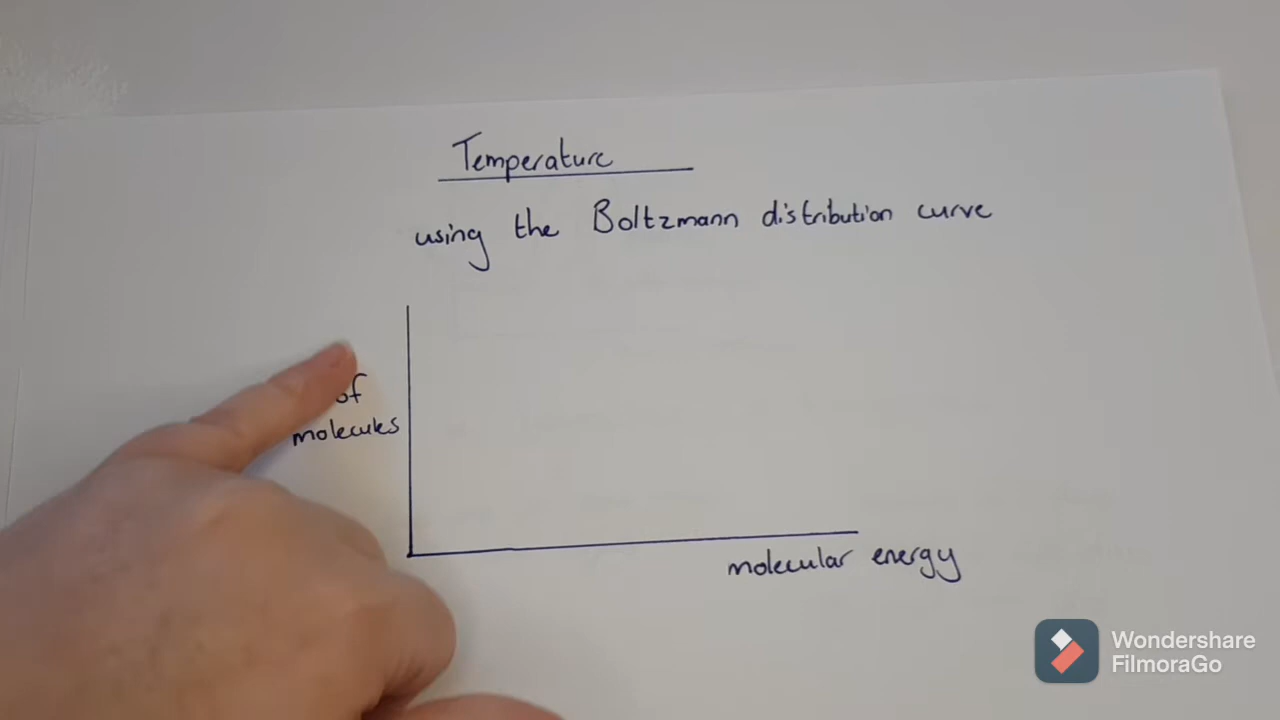 Temperature
using the Boltzmann distribution curve
of
molecules
molecular energy
Wondershare
FilmoraGo